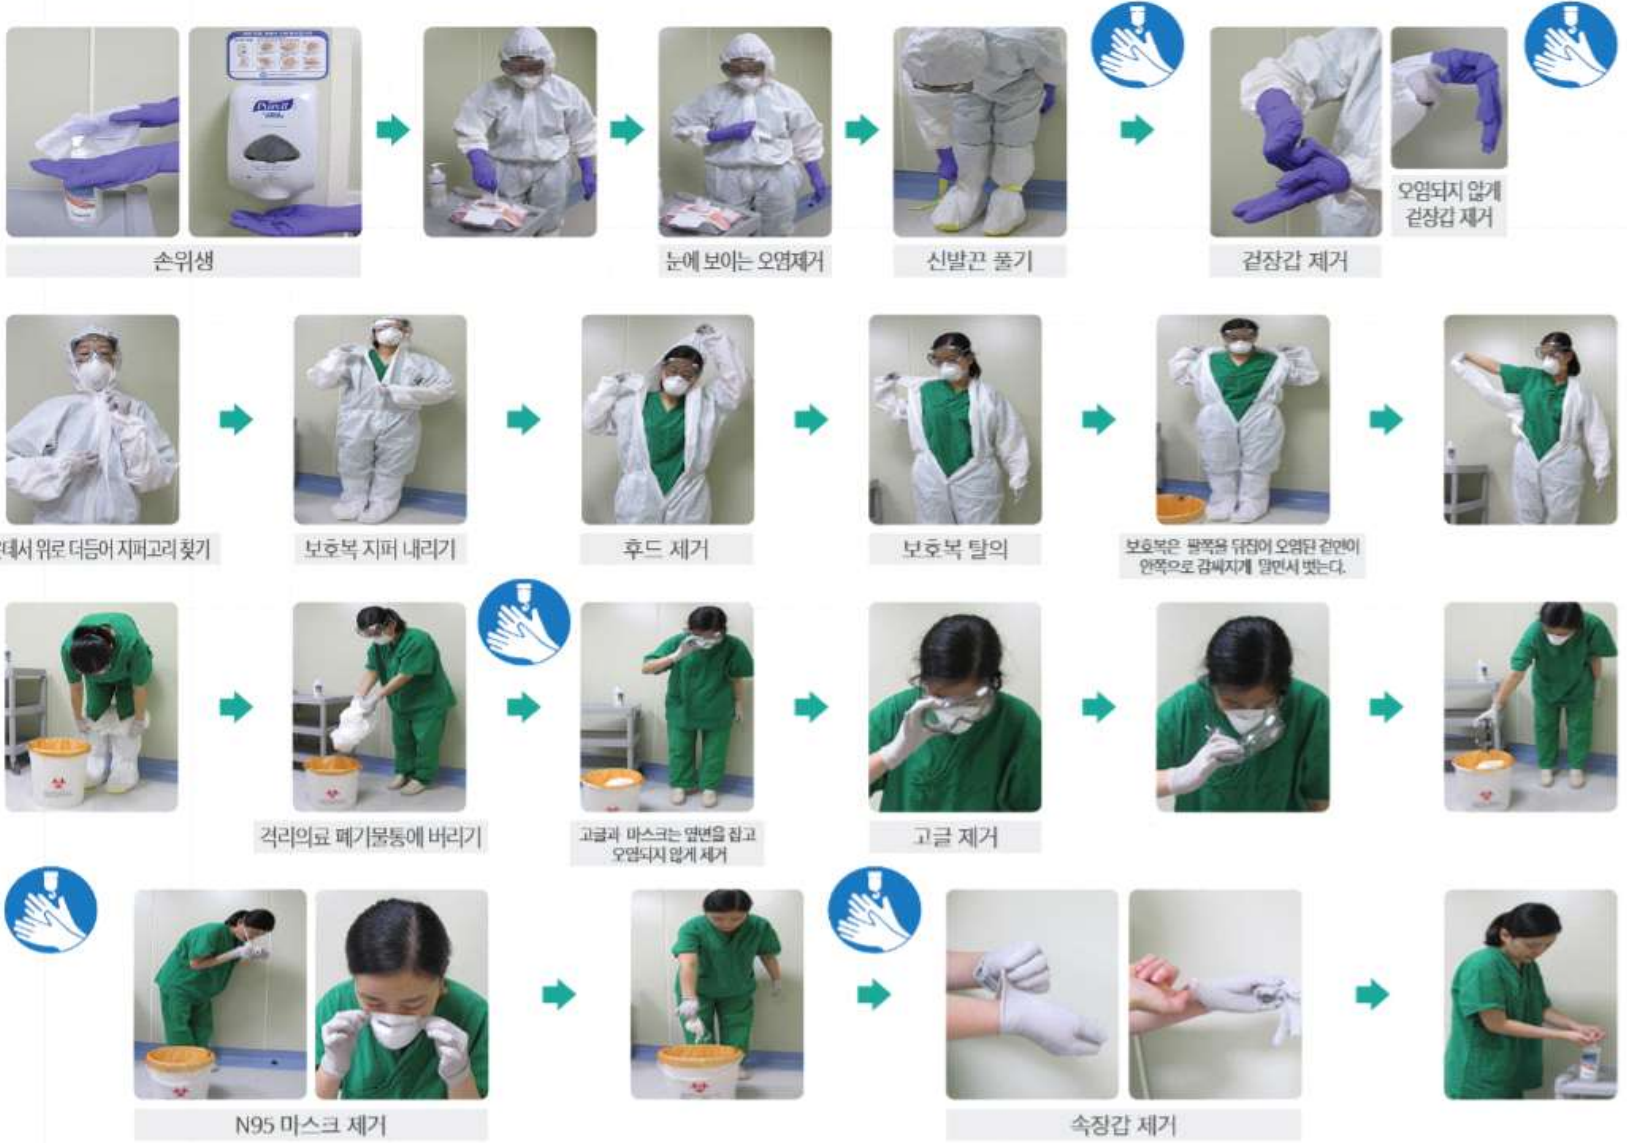 Purell
손위생
눈에 보이는 오염제거
신발끈 풀기
겉장갑 제거
오염되지 않게
겉장갑 제거
위로 더듬어 지퍼고리 찾기
보호복 지퍼 내리기
후드 제거
보호복 탈의
보호복은 팔쪽을 뒤집어 오염된 겉면이
안쪽으로 감싸지게 말면서 벗는다.
격리의료 폐기물통에 버리기
고글과 마스크는 옆면을 잡고
오염되지 않게 제거
고글 제거
N95 마스크 제거
속장갑 제거